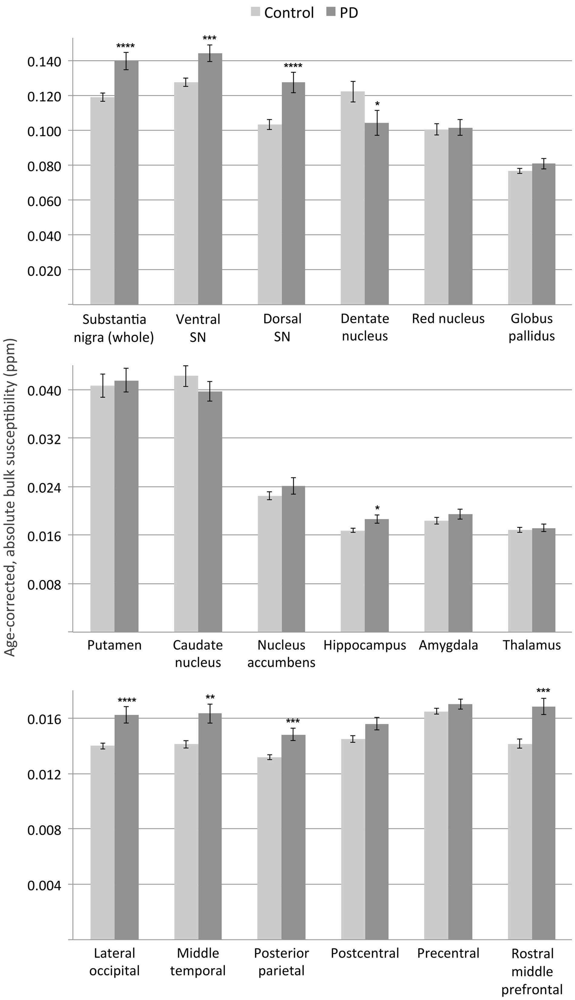 Control PD
Age-corrected, absolute bulk susceptibility (ppm)
**** *** **** *
0.140
0.120
0.100
0.080
0.060
0.040
0.020
Substantia nigra (whole)
Ventral SN
Dorsal SN
Dentate nucleus
Red nucleus
Globus pallidus
*
0.040
0.032
0.024
0.016
0.008
Putamen
Caudate nucleus
Nucleus accumbens
Hippocampus
Amygdala
Thalamus
**** ** *** ***
0.016
0.012
0.008
0.004
Lateral occipital
Middle temporal
Posterior parietal
Postcentral
Precentral
Rostral middle prefrontal